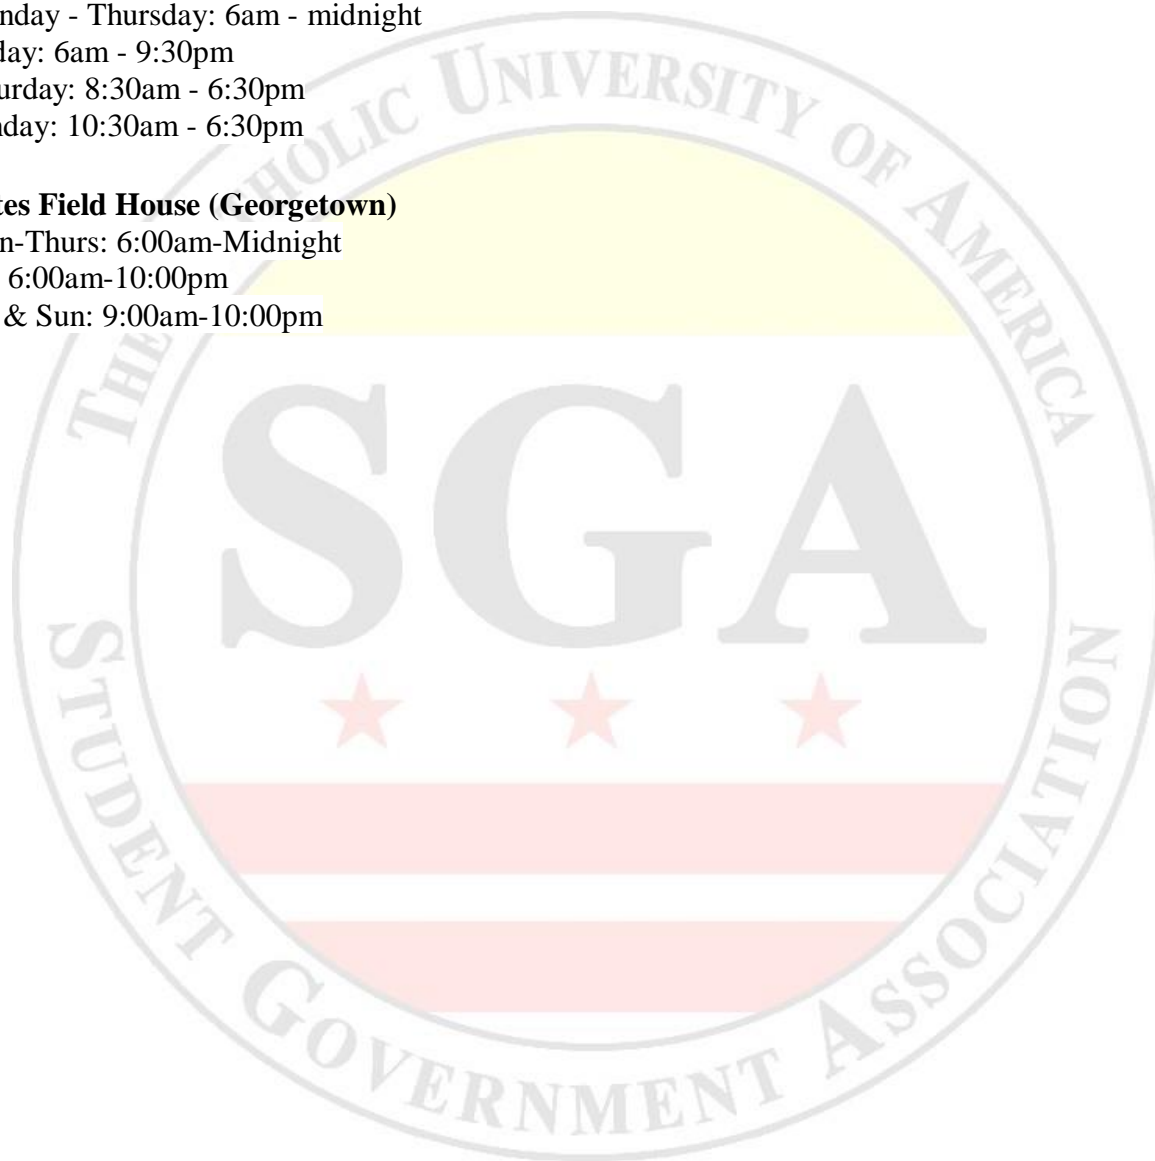 nday - Thursday: 6am - midnight
day: 6am - 9:30pm
urday: 8:30am - 6:30pm
nday: 10:30am - 6:30pm
tes Field House (Georgetown)
n-Thurs: 6:00am-Midnight
6:00am-10:00pm
& Sun: 9:00am-10:00pm
THE HOLIC UNIVERSITY OF AMERICA
SGA
STUDENT GOVERNMENT ASSOCIATION